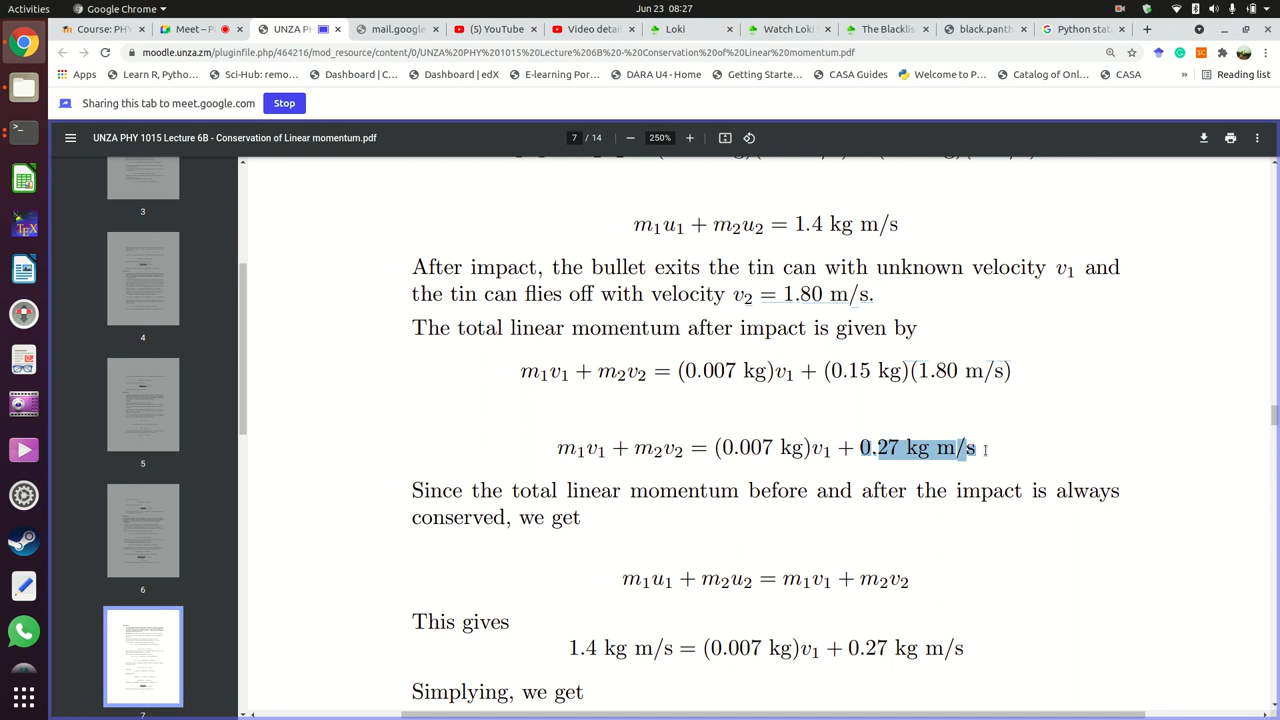 Activities
Jun 23 08:27
Course: PHY
Meet – P
UNZA P
mail.google
(5) YouTube
Video detai
Loki
Watch Loki S
The Blacklis
black.panth
Python stat
moodle.unza.zm/pluginfile.php/464216/mod_resource/content/0/UNZA%20PHY%201015%20Lecture%206B%20-%20Conservation%20of%20Linear%20momentum.pdf
Apps
Learn R, Pytho...
Sci-Hub: remo...
Dashboard | C...
Dashboard | edX
E-learning Por...
DARA U4 - Home
Getting Starte...
CASA Guides
Welcome to P...
Catalog of Onl...
CASA
»
Reading list
Sharing this tab to meet.google.com
Stop
UNZA PHY 1015 Lecture 6B - Conservation of Linear momentum.pdf
7 / 14
250%
3
4
5
6
7
m₁u₁ + m₂u₂ = 1.4 kg m/s
After impact, the bullet exits the tin can with unknown velocity v₁ and
the tin can flies off with velocity v₂ = 1.80 m/s.
The total linear momentum after impact is given by
m₁v₁ + m₂v₂ = (0.007 kg)v₁ + (0.15 kg)(1.80 m/s)
m₁v₁ + m₂v₂ = (0.007 kg)v₁ + 0.27 kg m/s
Since the total linear momentum before and after the impact is always
conserved, we get
m₁u₁ + m₂u₂ = m₁v₁ + m₂v₂
This gives
4 kg m/s = (0.007 kg)v₁ + 0.27 kg m/s
Simplying, we get